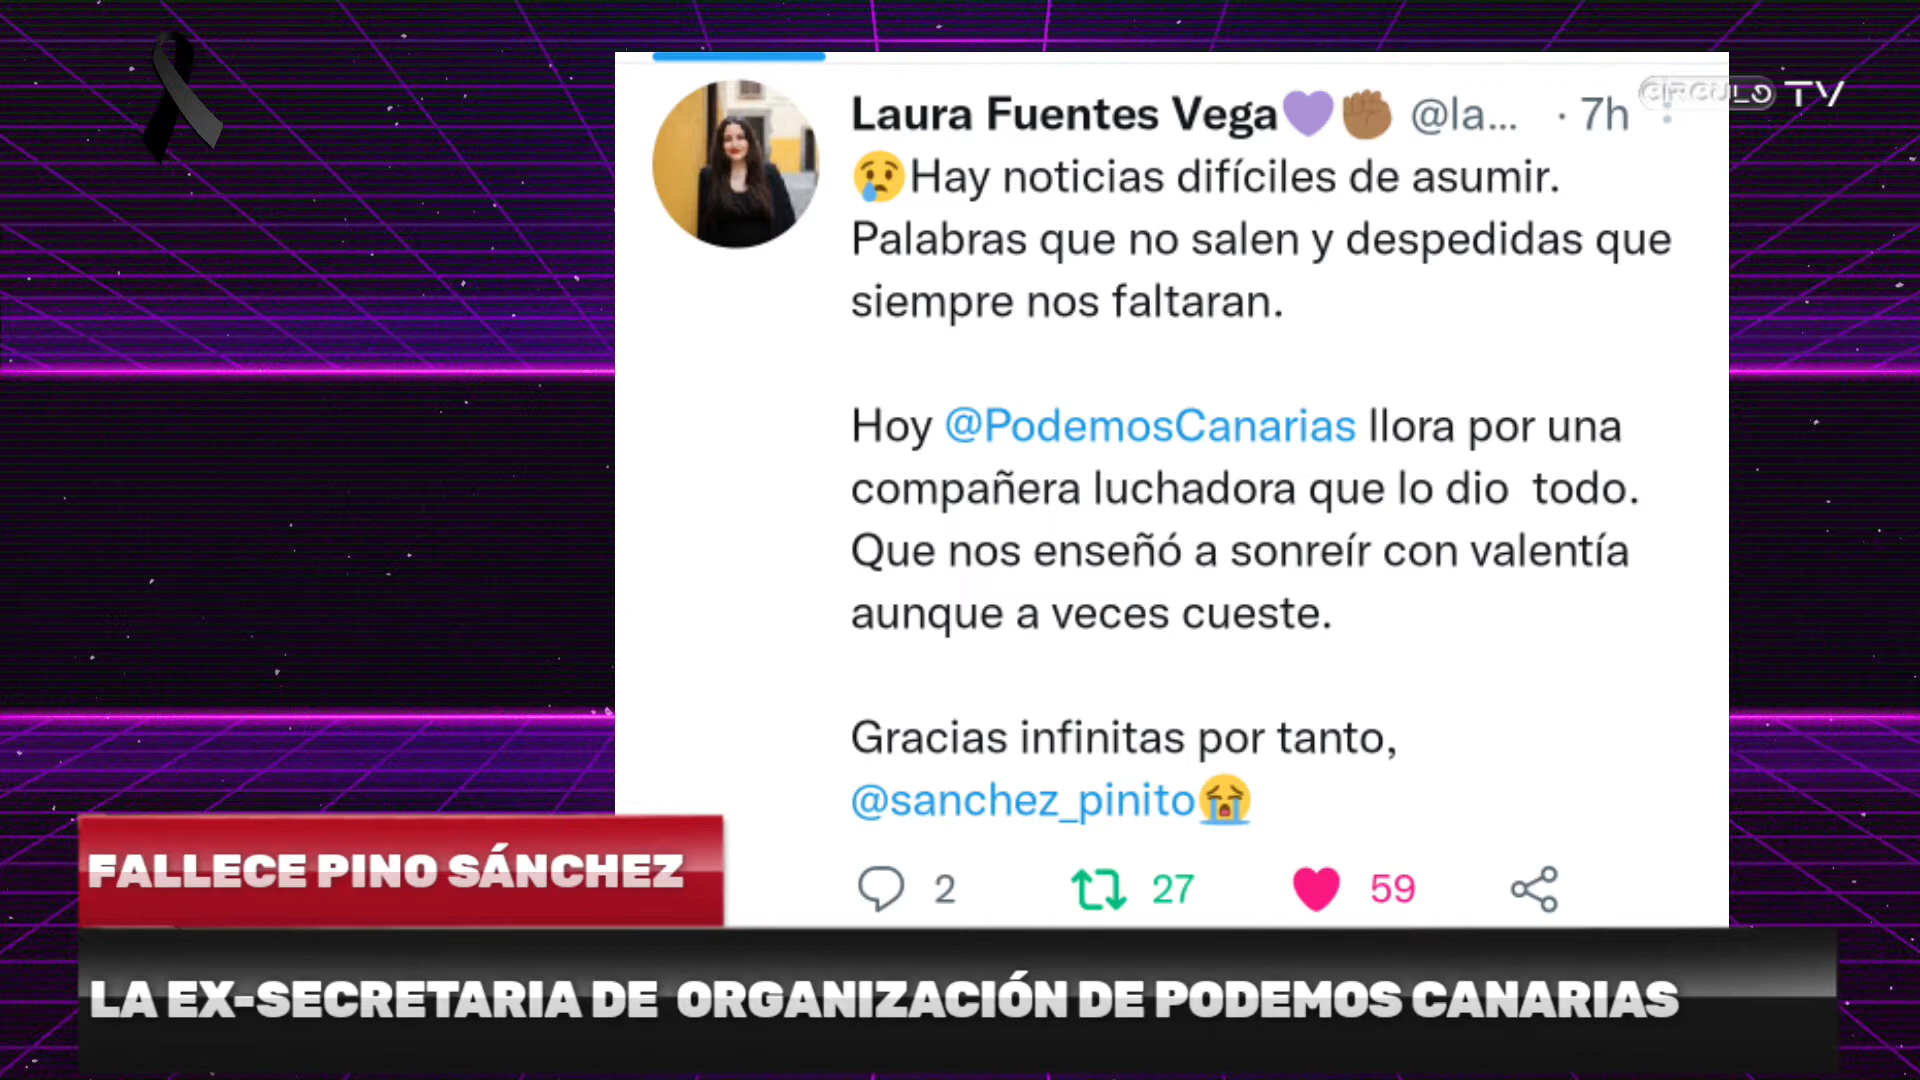 CÍRCULO TV
Laura Fuentes Vega💜✊🏾 @la... · 7h
😢Hay noticias difíciles de asumir.
Palabras que no salen y despedidas que
siempre nos faltaran.
Hoy @PodemosCanarias llora por una
compañera luchadora que lo dio  todo.
Que nos enseñó a sonreír con valentía
aunque a veces cueste.
Gracias infinitas por tanto,
@sanchez_pinito😭
2 27 59
FALLECE PINO SÁNCHEZ
LA EX-SECRETARIA DE  ORGANIZACIÓN DE PODEMOS CANARIAS